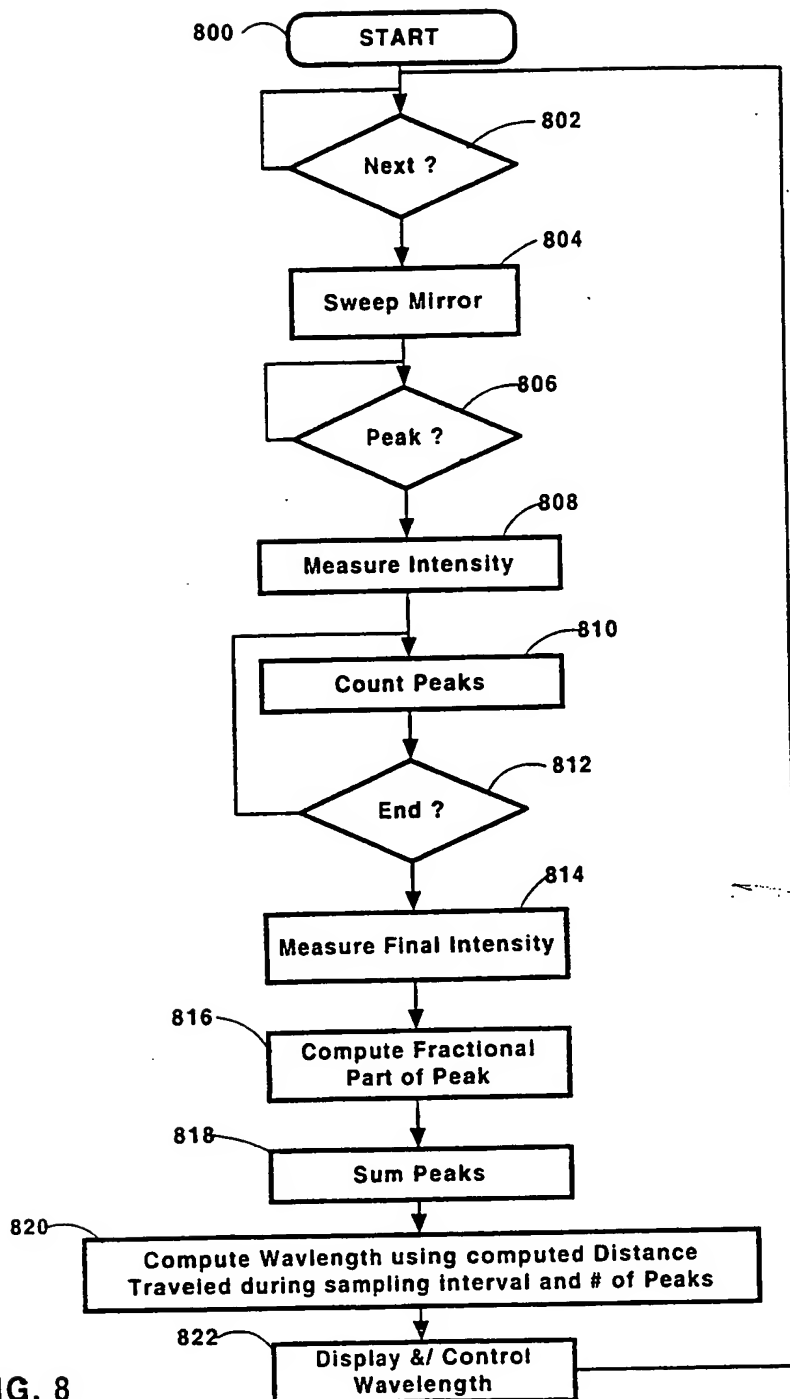 800
START
802
Next ?
804
Sweep Mirror
806
Peak ?
808
Measure Intensity
810
Count Peaks
812
End ?
814
Measure Final Intensity
816
Compute Fractional
Part of Peak
818
Sum Peaks
820
Compute Wavlength using computed Distance
Traveled during sampling interval and # of Peaks
822
Display &/ Control
Wavelength
IG. 8